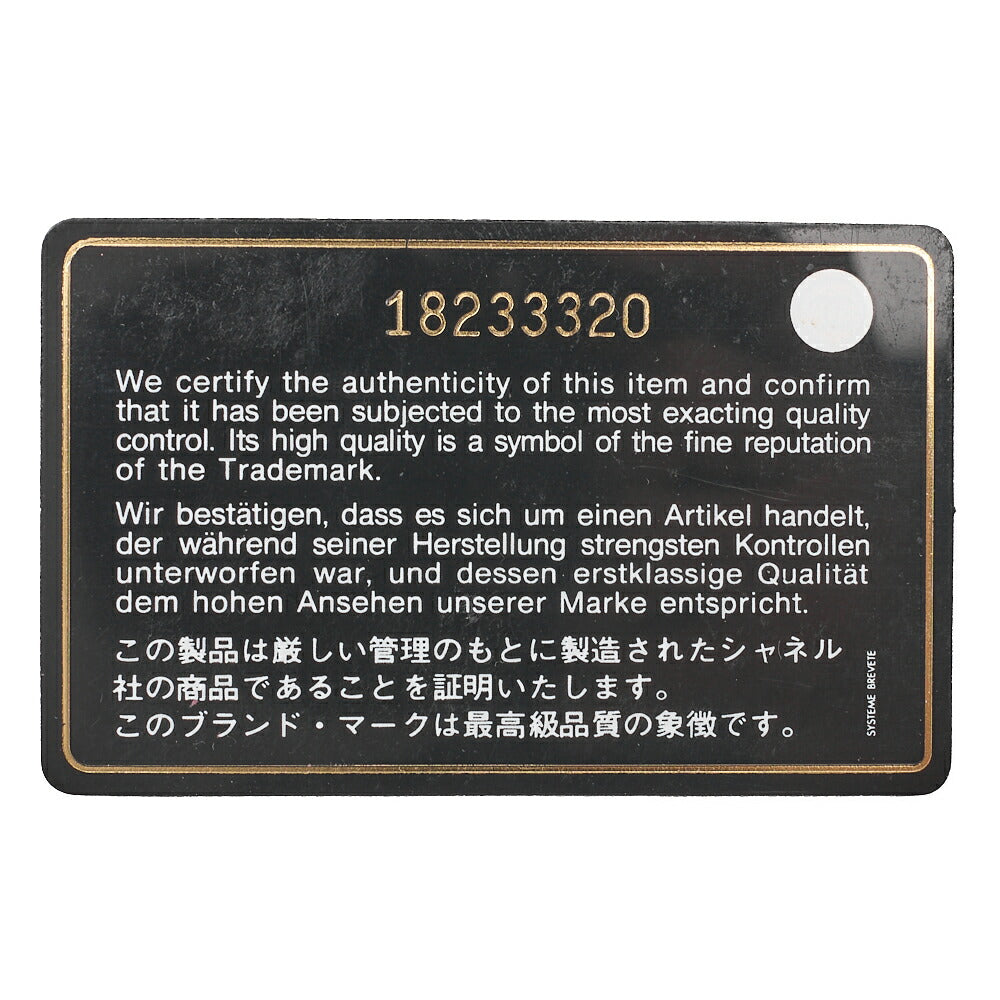 18233320
We certify the authenticity of this item and confirm
that it has been subjected to the most exacting quality
control. Its high quality is a symbol of the fine reputation
of the Trademark.
Wir bestätigen, dass es sich um einen Artikel handelt,
der während seiner Herstellung strengsten Kontrollen
unterworfen war, und dessen erstklassige Qualität
dem hohen Ansehen unserer Marke entspricht.
この製品は厳しい管理のもとに製造されたシャネル
社の商品であることを証明いたします。
このブランド・マークは最高級品質の象徴です。
SYSTEME BREVETE